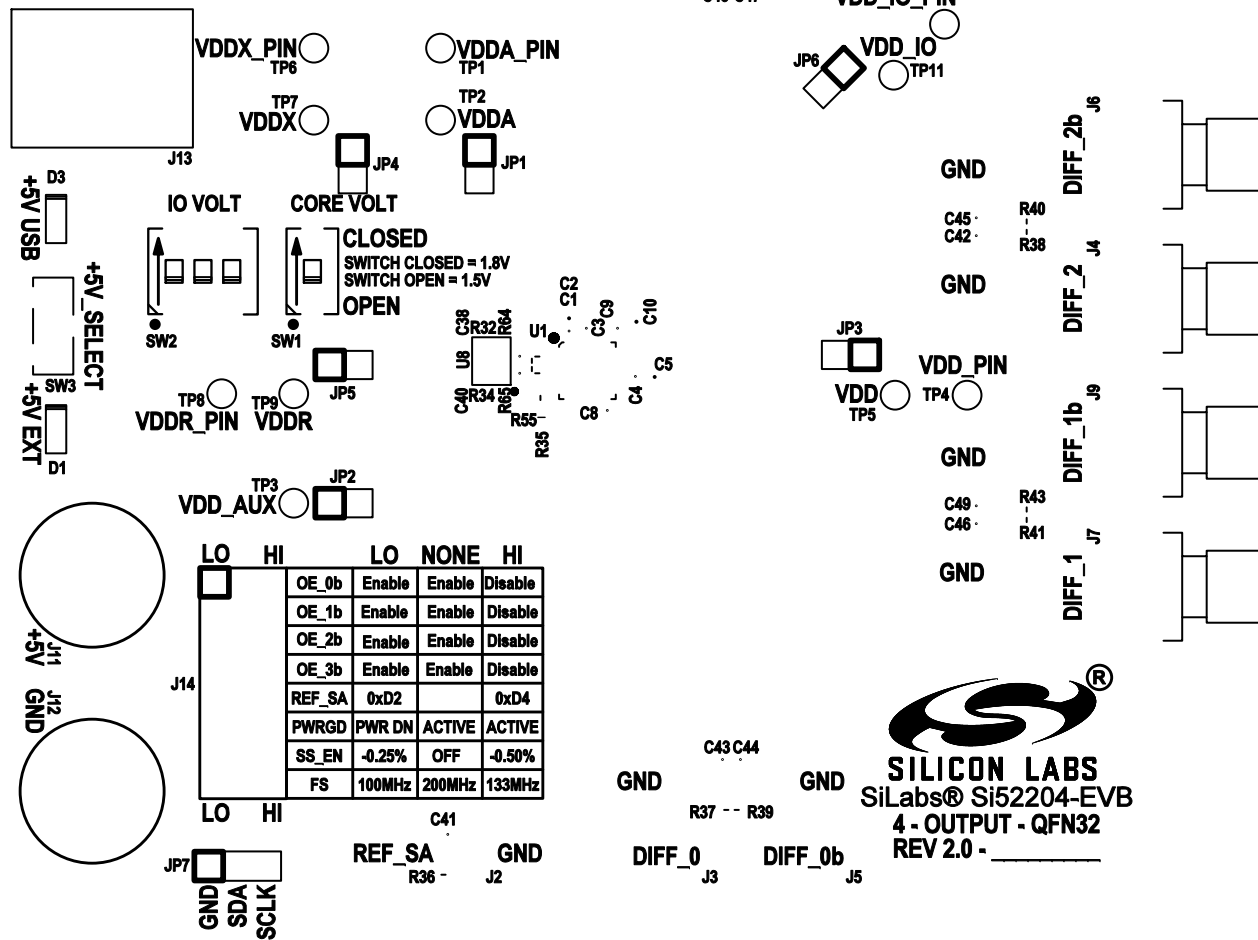 VDDX_PIN
TP6
VDDA_PIN
TP1
VDD_IO_PIN
VDD_IO
TP11
JP6
TP7
VDDX
TP2
VDDA
J13
JP4
JP1
J6
DIFF_2b
GND
D3
+5V USB
IO VOLT
CORE VOLT
CLOSED
SWITCH CLOSED = 1.8V
SWITCH OPEN = 1.5V
OPEN
SW2
SW1
C45
C42
R40
R38
J4
DIFF_2
GND
+5V_SELECT
SW3
C2
C1
C9
C3
C10
U1
C38
R32
R64
U8
C40
R34
R65
R55
R35
C5
C4
C8
JP3
VDD_PIN
VDD
TP5
TP4
JP5
TP8
VDDR_PIN
TP9
VDDR
+5V EXT
D1
J9
DIFF_1b
GND
TP3
VDD_AUX
JP2
C49
C46
R43
R41
J7
DIFF_1
GND
LO HI LO NONE HI
OE_0b Enable Enable Disable
OE_1b Enable Enable Disable
OE_2b Enable Enable Disable
OE_3b Enable Enable Disable
REF_SA 0xD2 0xD4
PWRGD PWR DN ACTIVE ACTIVE
SS_EN -0.25% OFF -0.50%
FS 100MHz 200MHz 133MHz
LO HI
J14
+5V
J11
GND
J12
JP7
GND
SDA
SCLK
C41
REF_SA
GND
R36
J2
C43 C44
GND
GND
R37
R39
DIFF_0
J3
DIFF_0b
J5
®
SILICON LABS
SiLabs® Si52204-EVB
4 - OUTPUT - QFN32
REV 2.0 - _________